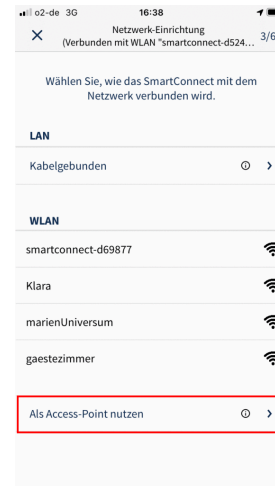 o2-de 3G 16:38
Netzwerk-Einrichtung
(Verbunden mit WLAN "smartconnect-d524... 3/6
Wählen Sie, wie das SmartConnect mit dem
Netzwerk verbunden wird.
LAN
Kabelgebunden
WLAN
smartconnect-d69877
Klara
marienUniversum
gaestezimmer
Als Access-Point nutzen